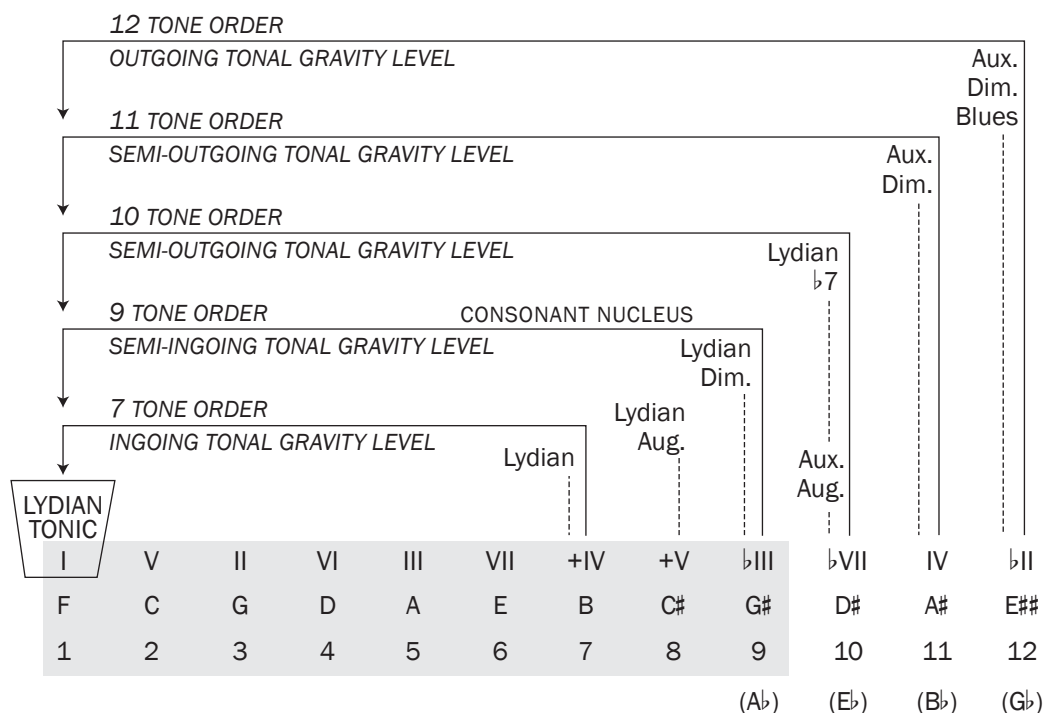 12 TONE ORDER
OUTGOING TONAL GRAVITY LEVEL
Aux.
Dim.
Blues
11 TONE ORDER
SEMI-OUTGOING TONAL GRAVITY LEVEL
Aux.
Dim.
10 TONE ORDER
SEMI-OUTGOING TONAL GRAVITY LEVEL
Lydian
♭7
9 TONE ORDER
CONSONANT NUCLEUS
SEMI-INGOING TONAL GRAVITY LEVEL
Lydian
Dim.
7 TONE ORDER
INGOING TONAL GRAVITY LEVEL
Lydian
Lydian
Aug.
Aux.
Aug.
LYDIAN
TONIC
I V II VI III VII +IV +V ♭III ♭VII IV ♭II
F C G D A E B C♯ G♯ D♯ A♯ E♯♯
1 2 3 4 5 6 7 8 9 10 11 12
(A♭) (E♭) (B♭) (G♭)